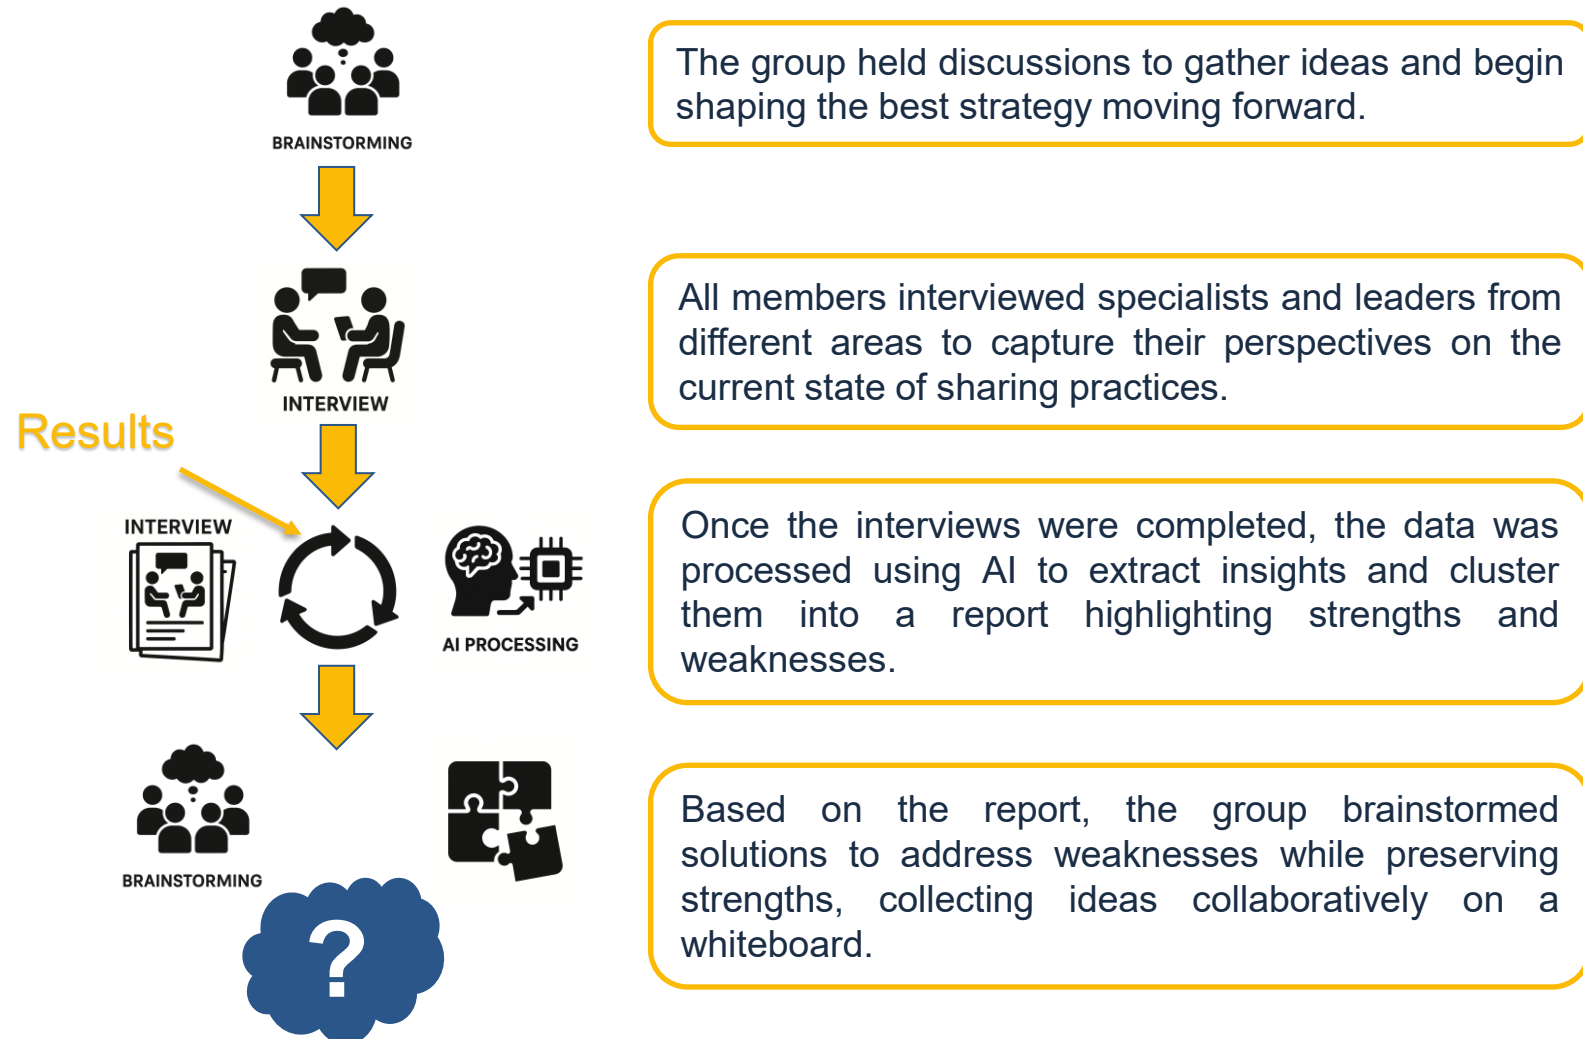 BRAINSTORMING
The group held discussions to gather ideas and begin
shaping the best strategy moving forward.
INTERVIEW
All members interviewed specialists and leaders from
different areas to capture their perspectives on the
current state of sharing practices.
Results
INTERVIEW
AI PROCESSING
Once the interviews were completed, the data was
processed using AI to extract insights and cluster
them into a report highlighting strengths and
weaknesses.
BRAINSTORMING
?
Based on the report, the group brainstormed
solutions to address weaknesses while preserving
strengths, collecting ideas collaboratively on a
whiteboard.